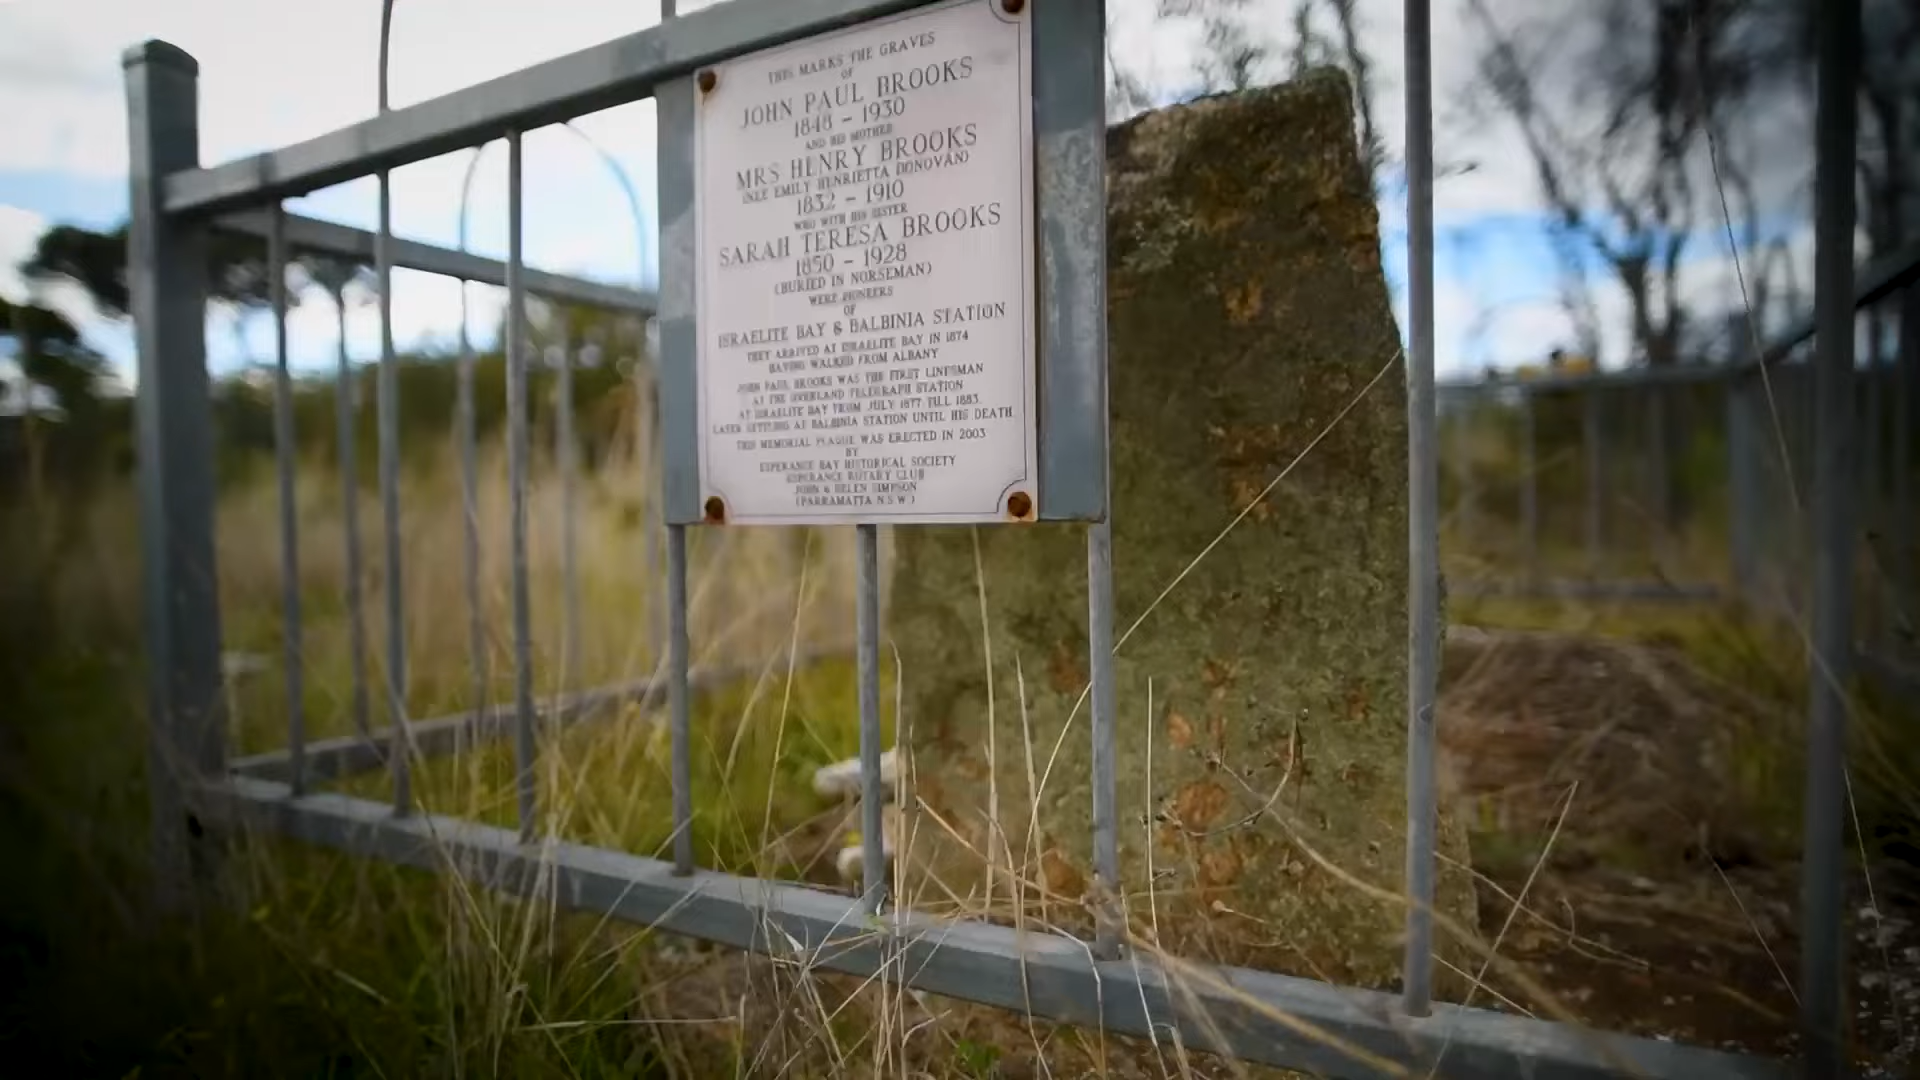 THIS MARKS THE GRAVES
OF
JOHN PAUL BROOKS
1848 – 1930
AND HIS MOTHER
MRS HENRY BROOKS
(NEE EMILY HENRIETTA DONOVAN)
1832 – 1910
WHO WITH HIS SISTER
SARAH TERESA BROOKS
1850 – 1928
(BURIED IN NORSEMAN)
WERE PIONEERS
OF
ISRAELITE BAY & BALBINIA STATION
THEY ARRIVED AT ISRAELITE BAY IN 1874
HAVING WALKED FROM ALBANY
JOHN PAUL BROOKS WAS THE FIRST LINESMAN
AT THE OVERLAND TELEGRAPH STATION
AT ISRAELITE BAY FROM JULY 1877 TILL 1883.
LATER SETTLING AT BALBINIA STATION UNTIL HIS DEATH
THIS MEMORIAL PLAQUE WAS ERECTED IN 2003
BY
ESPERANCE BAY HISTORICAL SOCIETY
ESPERANCE ROTARY CLUB
JOHN & HELEN SIMPSON
(PARRAMATTA N.S.W.)